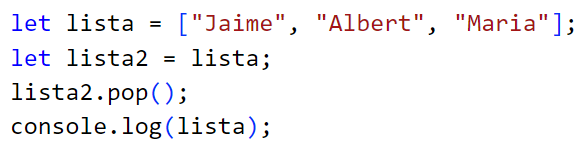 let lista = ["Jaime", "Albert", "Maria"];
let lista2 = lista;
lista2.pop();
console.log(lista);